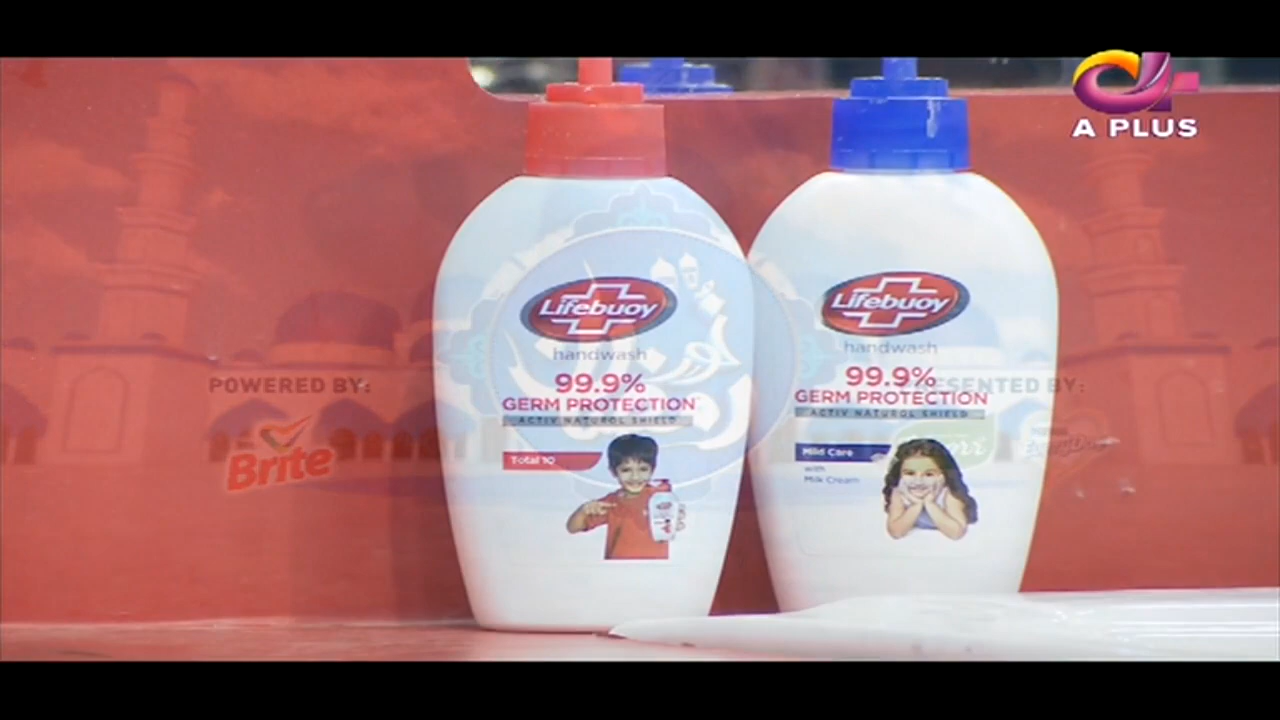 A PLUS
Lifebuoy
handwash
99.9%
GERM PROTECTION
ACTIV NATUROL SHIELD
Total 10
Lifebuoy
handwash
99.9%
GERM PROTECTION
ACTIV NATUROL SHIELD
Mild Care
with
Milk Cream
POWERED BY:
Brite
PRESENTED BY: